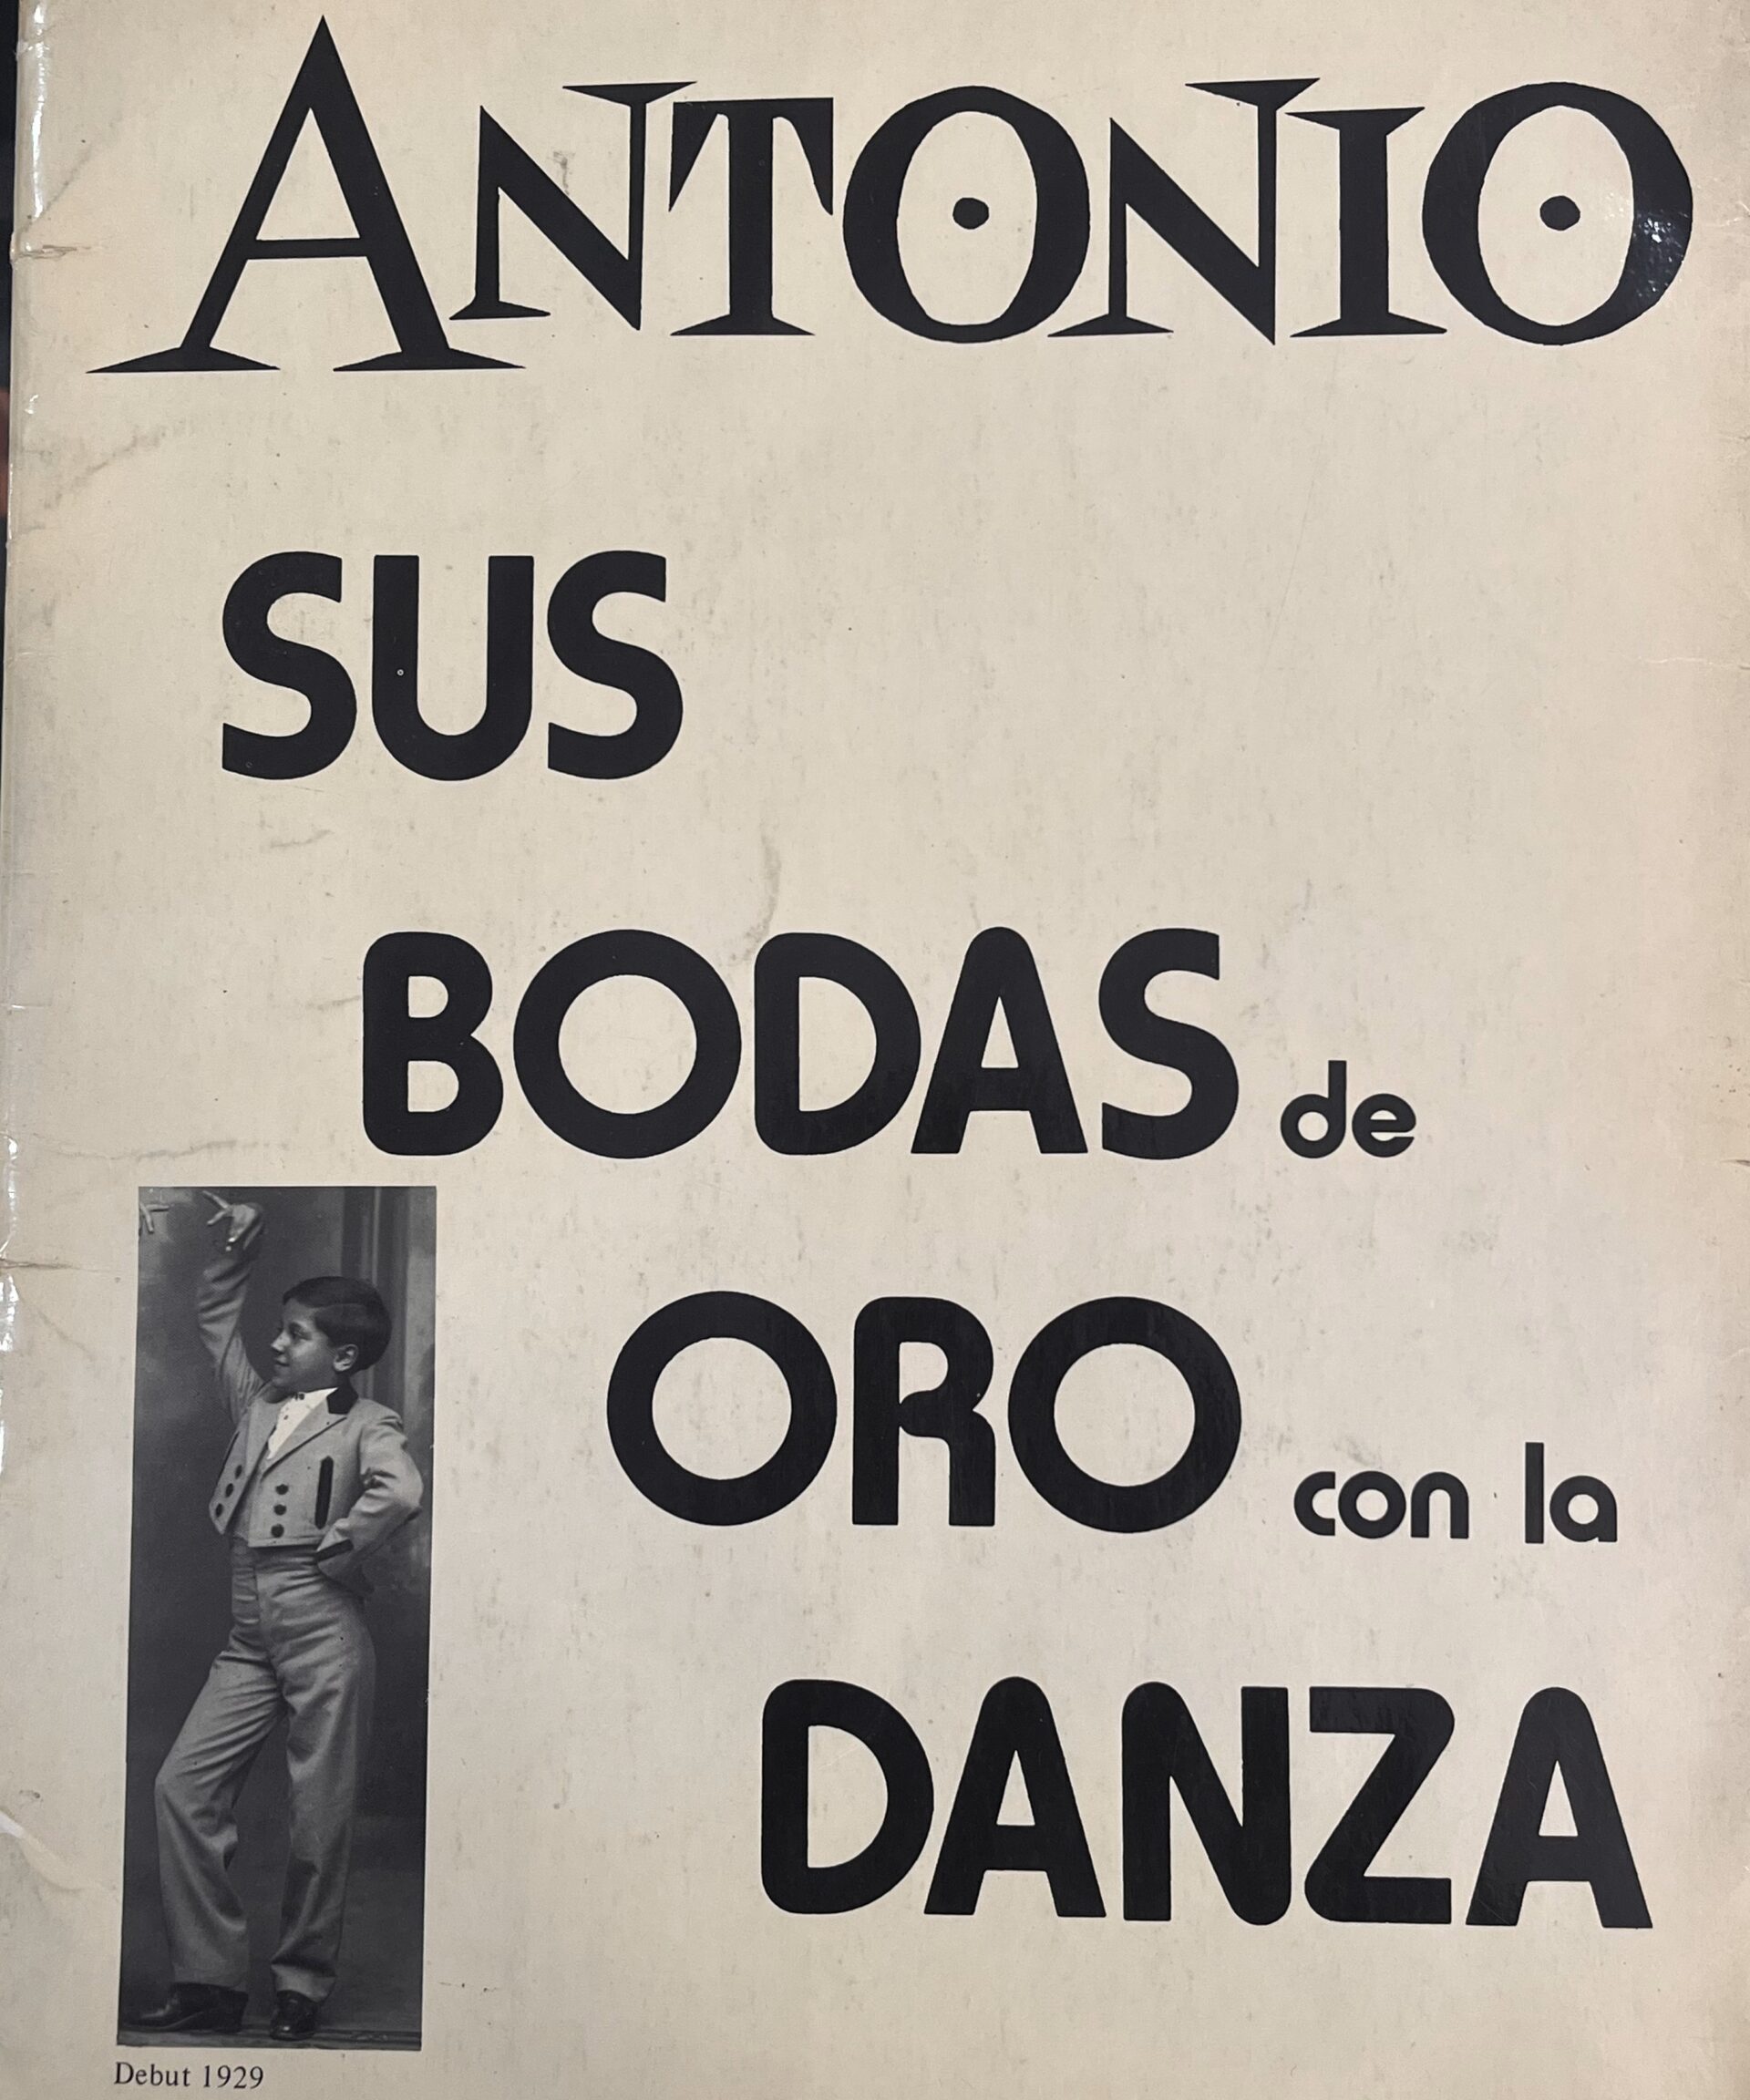 ANTONIO
SUS
BODAS de
ORO con la
DANZA
Debut 1929